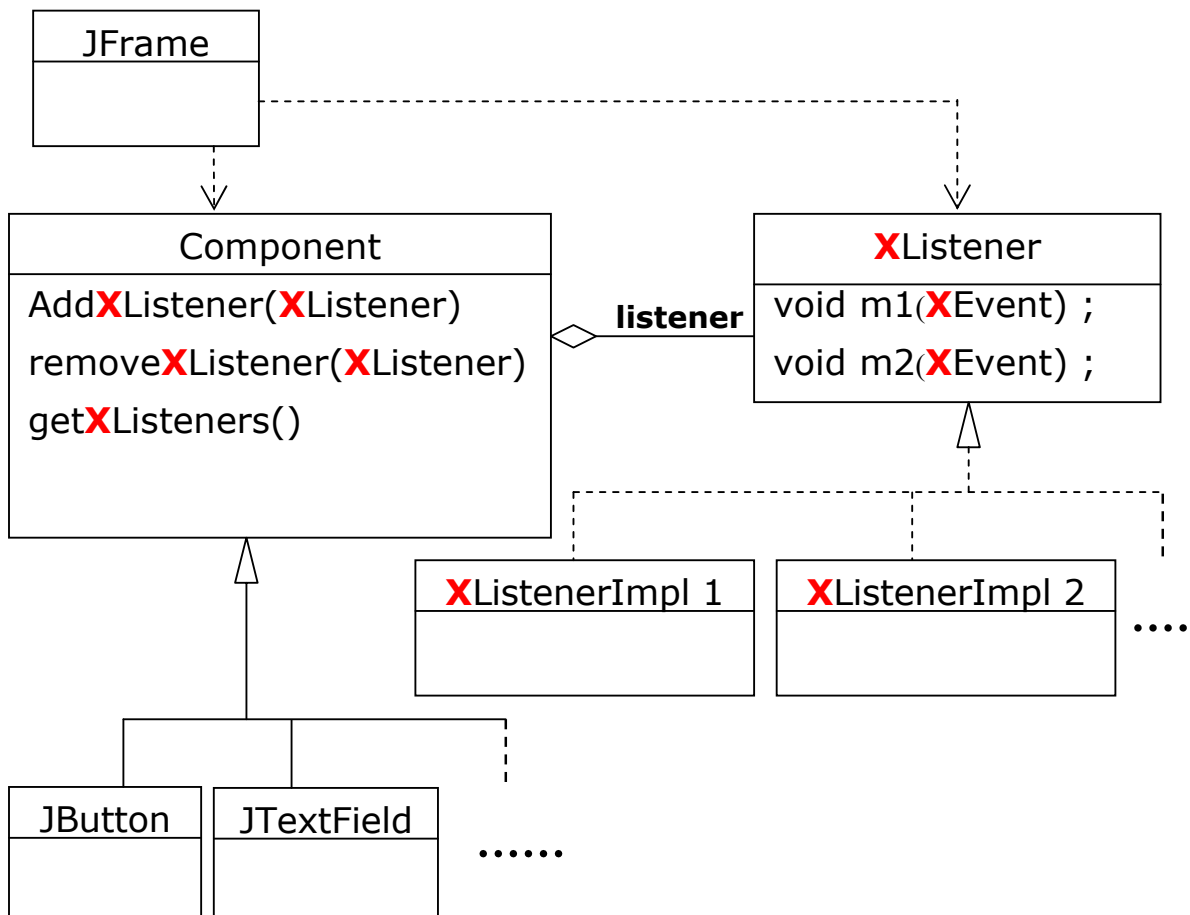 JFrame
Component
AddXListener(XListener)
removeXListener(XListener)
getXListeners()
listener
XListener
void m1(XEvent) ;
void m2(XEvent) ;
XListenerImpl 1
XListenerImpl 2
....
JButton
JTextField
......